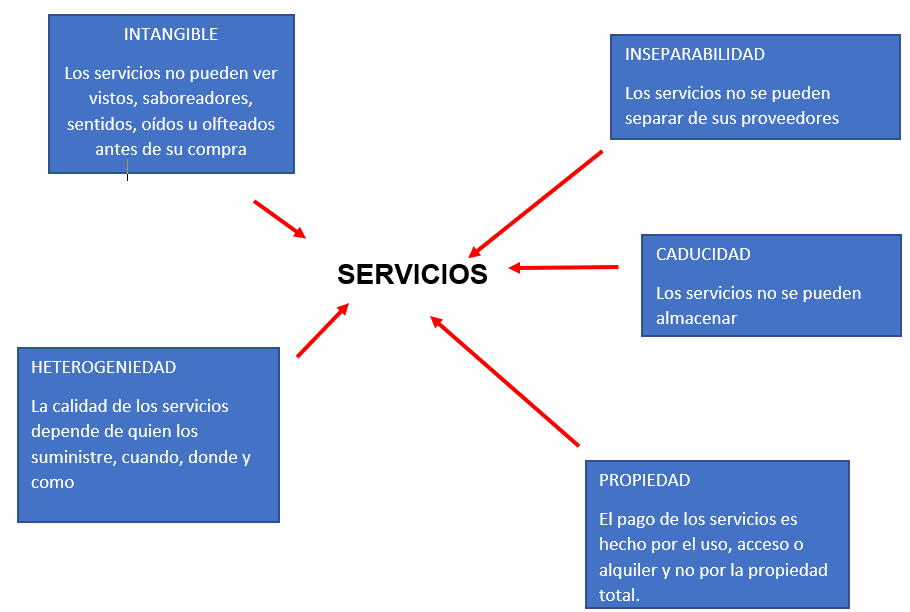 INTANGIBLE
Los servicios no pueden ver
vistos, saboreadores,
sentidos, oídos u olfteados
antes de su compra
INSEPARABILIDAD
Los servicios no se pueden
separar de sus proveedores
SERVICIOS
CADUCIDAD
Los servicios no se pueden
almacenar
HETEROGENIEDAD
La calidad de los servicios
depende de quien los
suministre, cuando, donde y
como
PROPIEDAD
El pago de los servicios es
hecho por el uso, acceso o
alquiler y no por la propiedad
total.